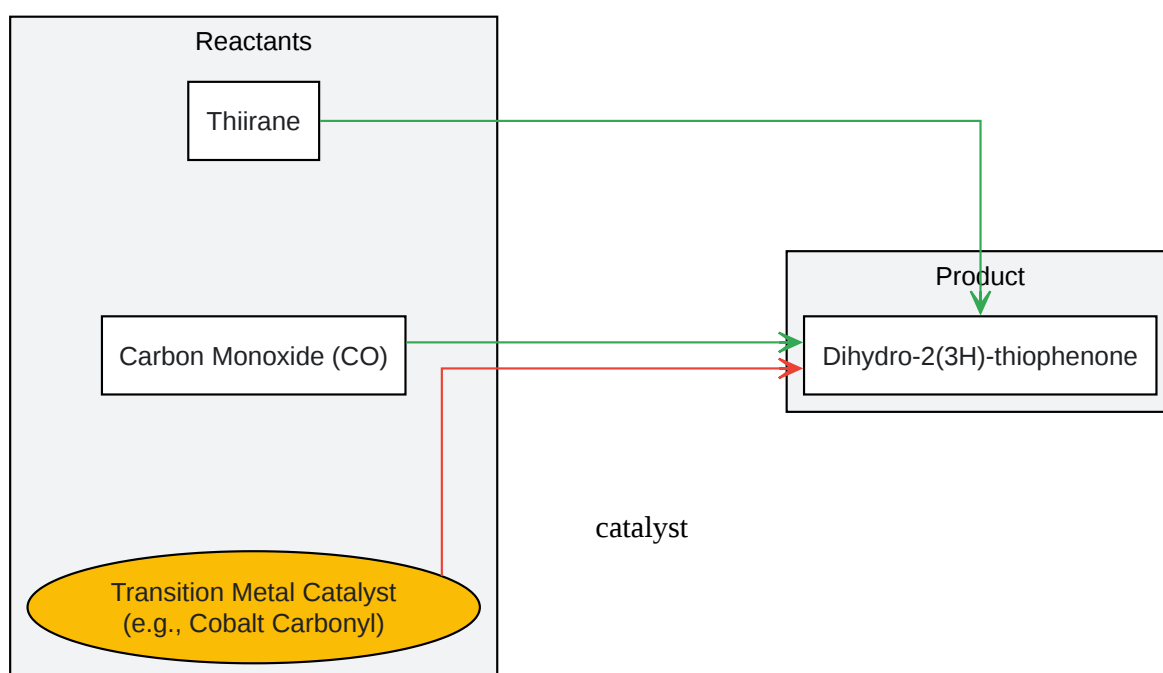 Reactants
Thiirane
Product
Carbon Monoxide (CO)
Dihydro-2(3H)-thiophenone
catalyst
Transition Metal Catalyst
(e.g., Cobalt Carbonyl)